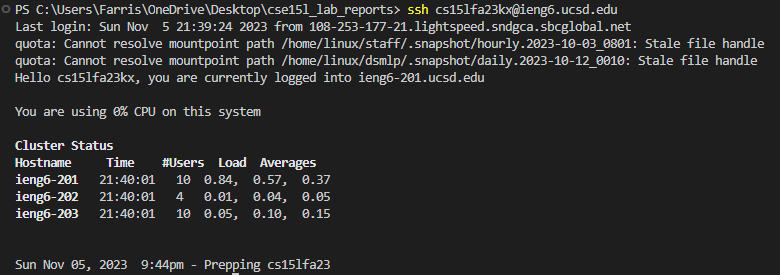 PS C:\Users\Farris\OneDrive\Desktop\cse15l_lab_reports> ssh cs15lfa23kx@ieng6.ucsd.edu
Last login: Sun Nov  5 21:39:24 2023 from 108-253-177-21.lightspeed.sndgca.sbcglobal.net
quota: Cannot resolve mountpoint path /home/linux/staff/.snapshot/hourly.2023-10-03_0801: Stale file handle
quota: Cannot resolve mountpoint path /home/linux/dsmlp/.snapshot/daily.2023-10-12_0010: Stale file handle
Hello cs15lfa23kx, you are currently logged into ieng6-201.ucsd.edu
You are using 0% CPU on this system
Cluster Status
Hostname     Time    #Users  Load  Averages
ieng6-201   21:40:01   10  0.84,  0.57,  0.37
ieng6-202   21:40:01   4   0.01,  0.04,  0.05
ieng6-203   21:40:01   10  0.05,  0.10,  0.15
Sun Nov 05, 2023  9:44pm - Prepping cs15lfa23